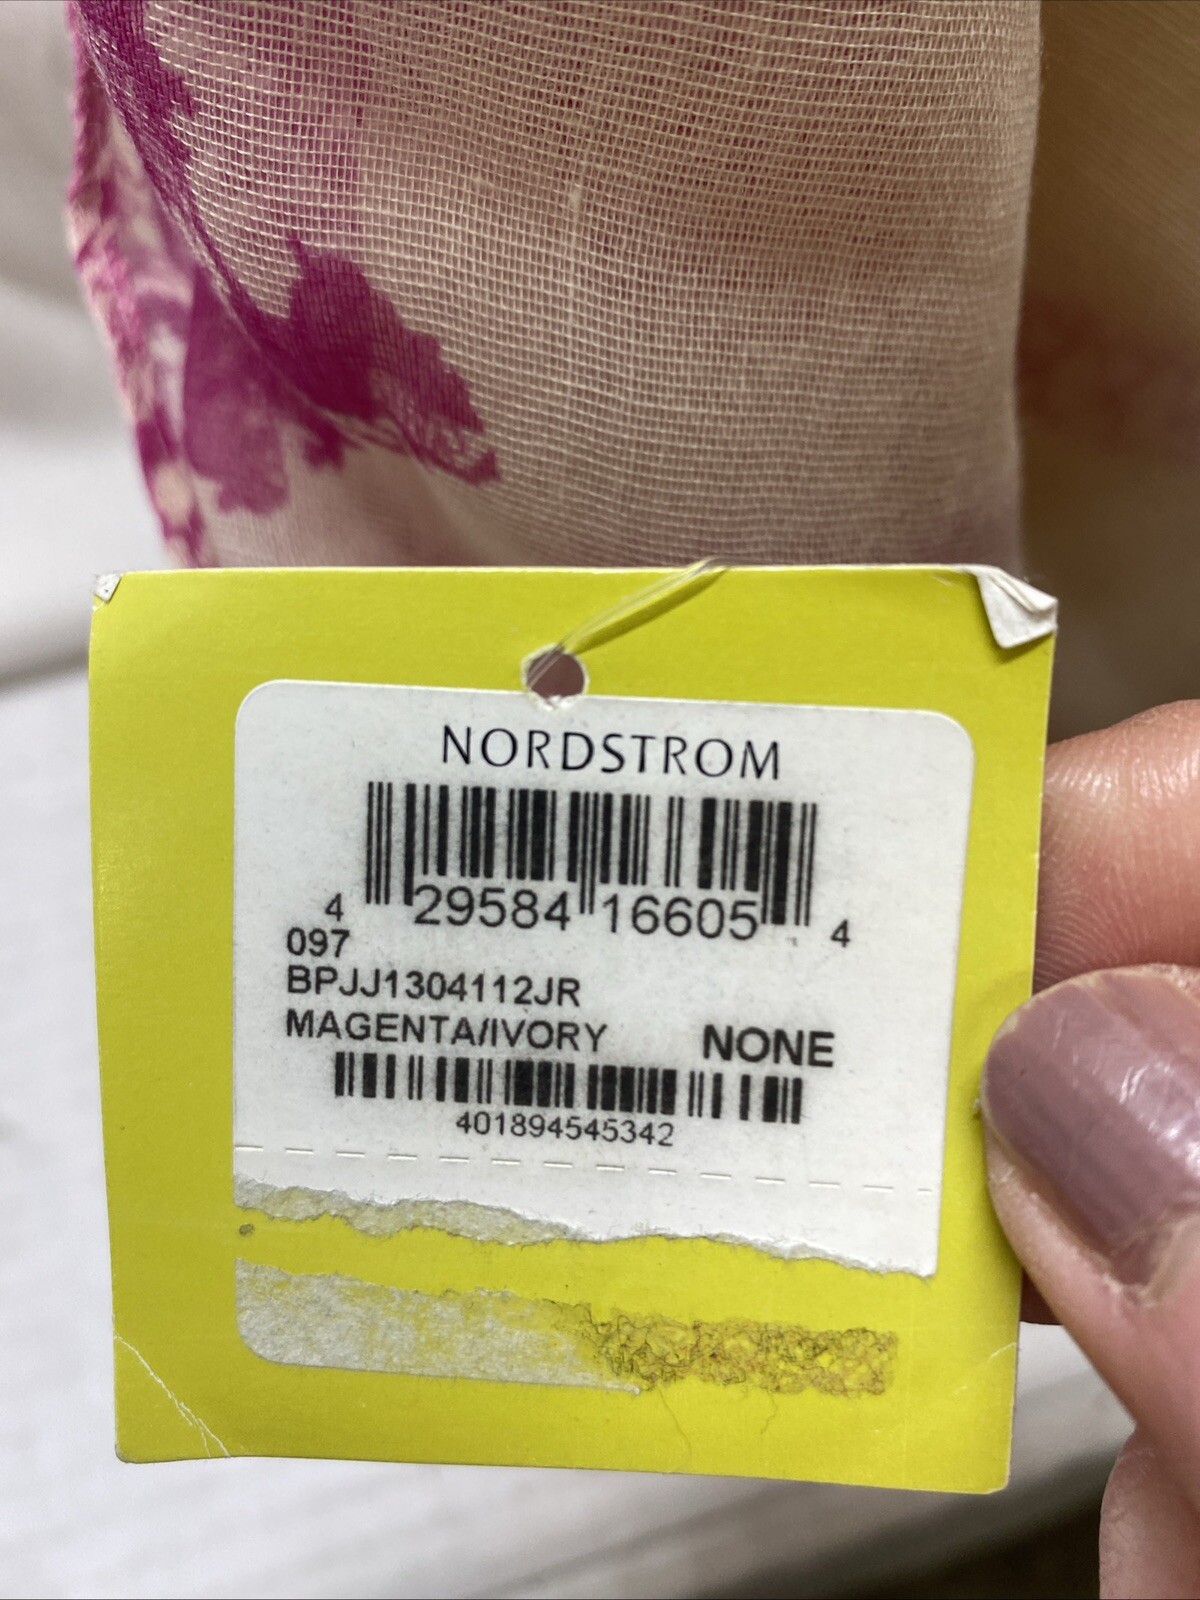 NORDSTROM
4 29584 16605 4
097
BPJJ1304112JR
MAGENTA/IVORY NONE
401894545342